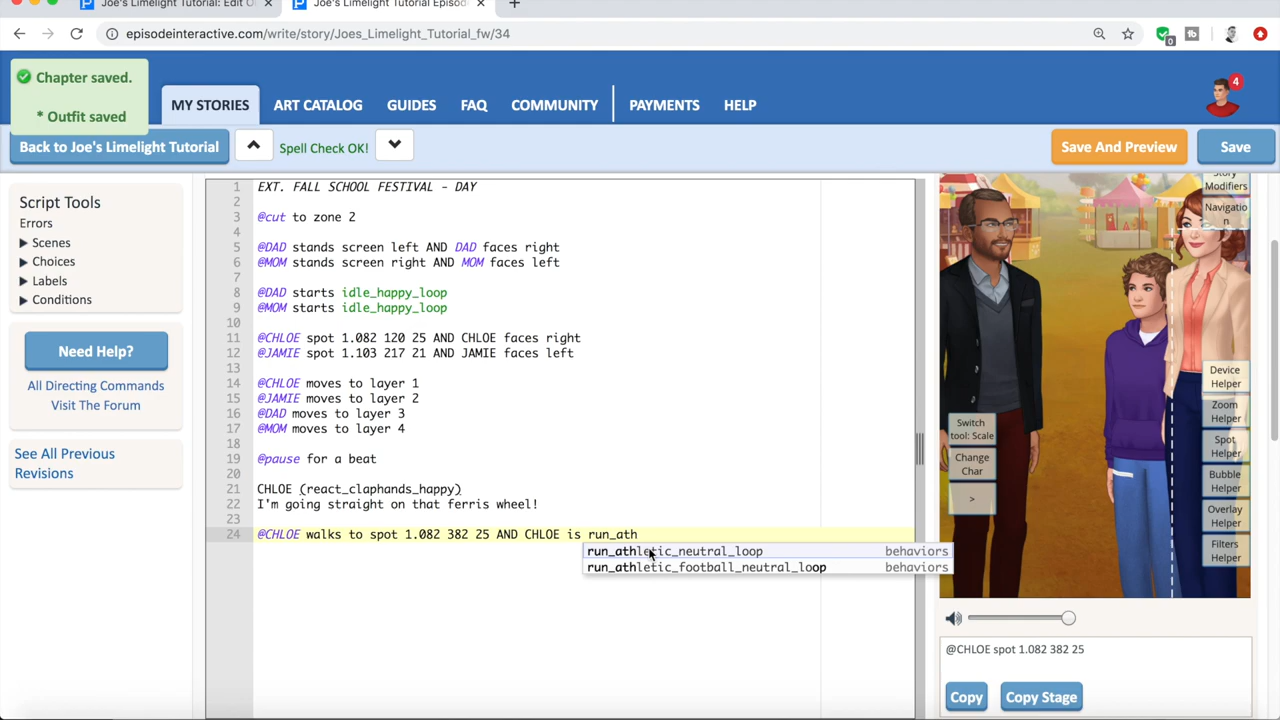 Joe's Limelight Tutorial: Edit O
Joe's Limelight Tutorial Episod
episodeinteractive.com/write/story/Joes_Limelight_Tutorial_fw/34
0
Chapter saved.
* Outfit saved
MY STORIES
ART CATALOG
GUIDES
FAQ
COMMUNITY
PAYMENTS
HELP
4
Back to Joe's Limelight Tutorial
Spell Check OK!
Save And Preview
Save
Script Tools
Errors
Scenes
Choices
Labels
Conditions
Need Help?
All Directing Commands
Visit The Forum
See All Previous
Revisions
1 EXT. FALL SCHOOL FESTIVAL - DAY
2
3 @cut to zone 2
4
5 @DAD stands screen left AND DAD faces right
6 @MOM stands screen right AND MOM faces left
7
8 @DAD starts idle_happy_loop
9 @MOM starts idle_happy_loop
10
11 @CHLOE spot 1.082 120 25 AND CHLOE faces right
12 @JAMIE spot 1.103 217 21 AND JAMIE faces left
13
14 @CHLOE moves to layer 1
15 @JAMIE moves to layer 2
16 @DAD moves to layer 3
17 @MOM moves to layer 4
18
19 @pause for a beat
20
21 CHLOE (react_claphands_happy)
22 I'm going straight on that ferris wheel!
23
24 @CHLOE walks to spot 1.082 382 25 AND CHLOE is run_ath
run_athletic_neutral_loop behaviors
run_athletic_football_neutral_loop behaviors
Story
Modifiers
Navigatio
n
Device
Helper
Zoom
Helper
Spot
Helper
Bubble
Helper
Overlay
Helper
Filters
Helper
Switch
tool: Scale
Change
Char
>
@CHLOE spot 1.082 382 25
Copy
Copy Stage